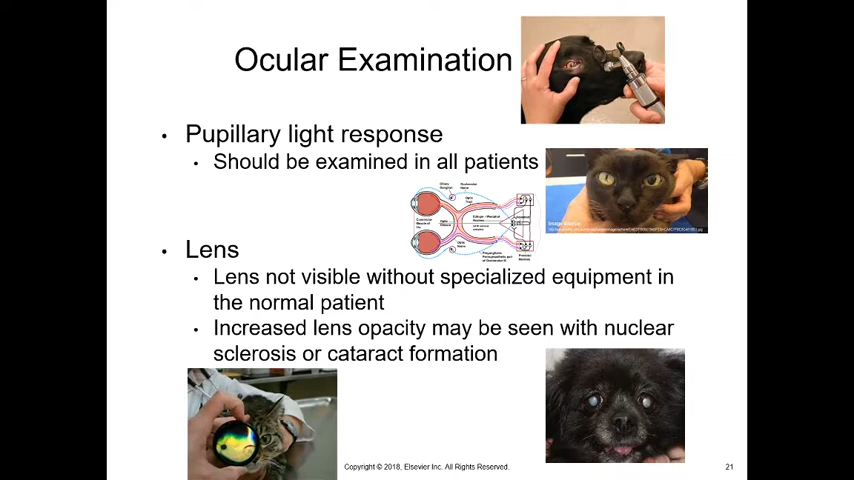 Ocular Examination
• Pupillary light response
• Should be examined in all patients
• Lens
• Lens not visible without specialized equipment in
the normal patient
• Increased lens opacity may be seen with nuclear
sclerosis or cataract formation
Copyright © 2018, Elsevier Inc. All Rights Reserved.
21